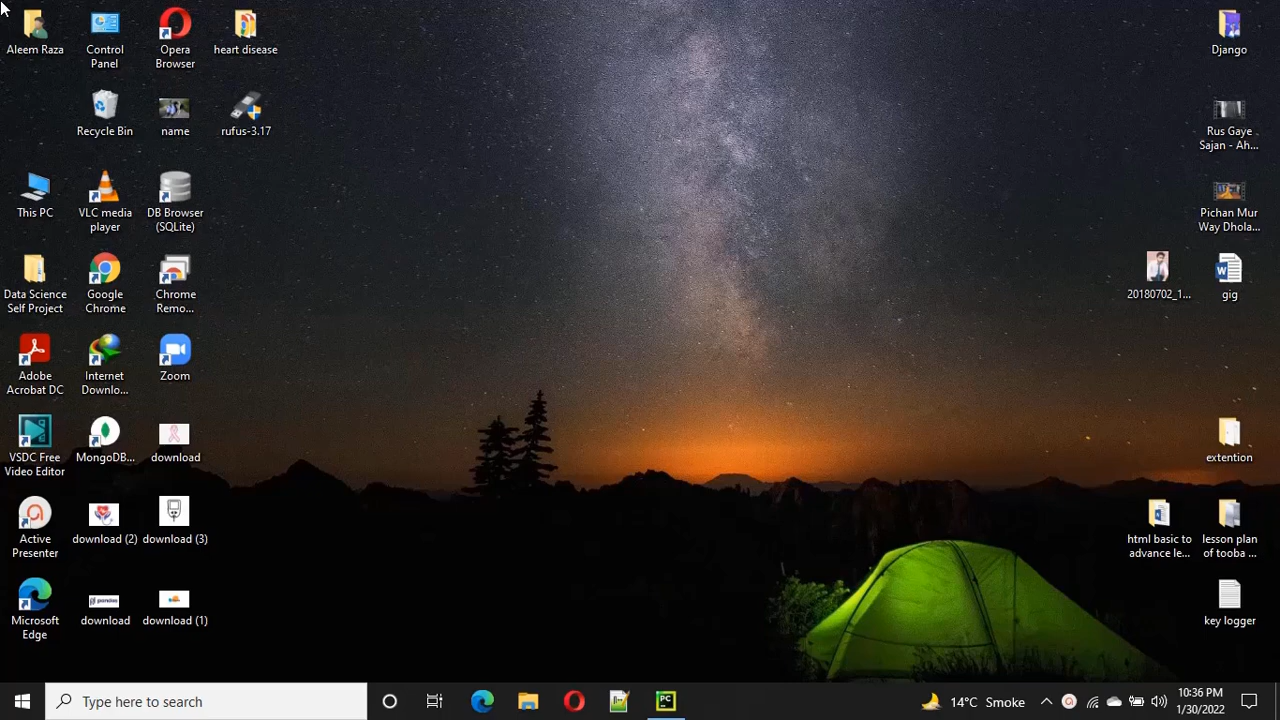 Aleem Raza
Control
Panel
Opera
Browser
heart disease
Django
Recycle Bin
name
rufus-3.17
Rus Gaye
Sajan - Ah...
This PC
VLC media
player
DB Browser
(SQLite)
Pichan Mur
Way Dhola...
Data Science
Self Project
Google
Chrome
Chrome
Remo...
20180702_1...
gig
Adobe
Acrobat DC
Internet
Downlo...
Zoom
VSDC Free
Video Editor
MongoDB...
download
extention
Active
Presenter
download (2)
download (3)
html basic to
advance le...
lesson plan
of tooba ...
Microsoft
Edge
pandas
download
download (1)
key logger
Type here to search
PC
14°C Smoke
10:36 PM
1/30/2022